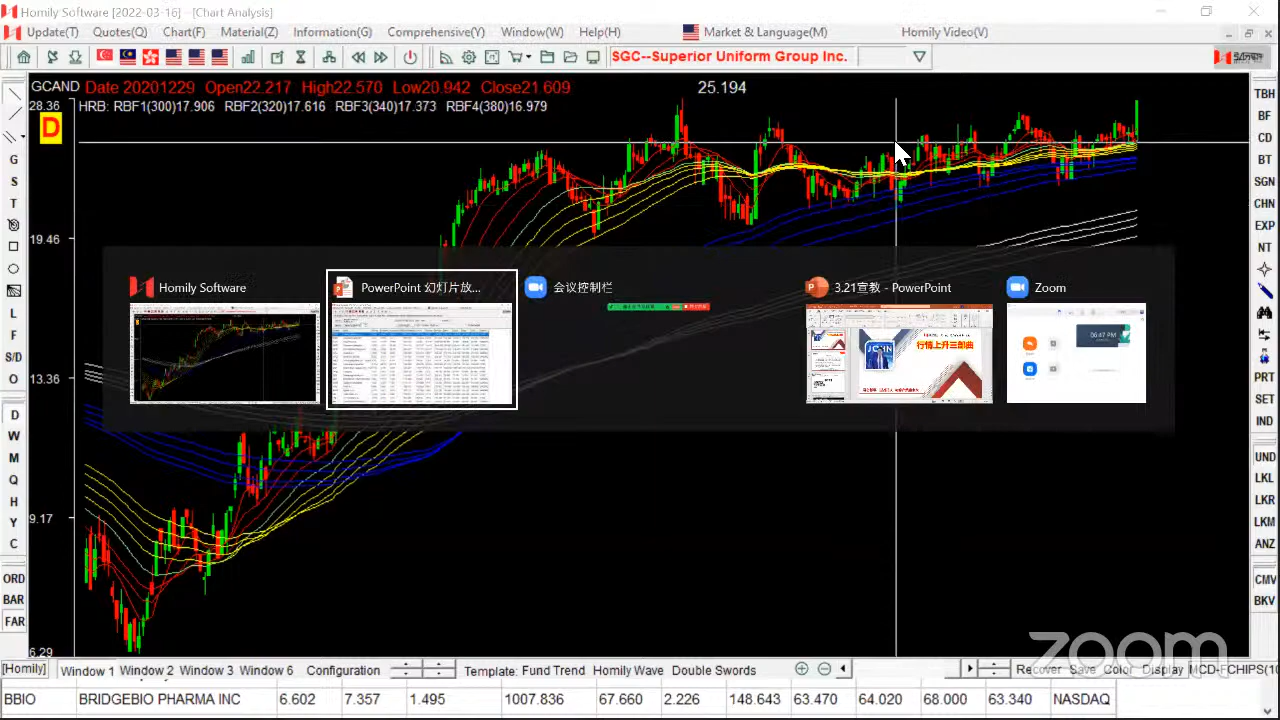 Homily Software [2022-03-16] - [Chart Analysis]
Update(T) Quotes(Q) Chart(F) Material(Z) Information(G) Comprehensive(Y) Window(W) Help(H) Market & Language(M) Homily Video(V)
SGC--Superior Uniform Group Inc.
GCAND Date 20201229 Open22.217 High22.570 Low20.942 Close21.609 25.194
28.36 HRB: RBF1(300)17.906 RBF2(320)17.616 RBF3(340)17.373 RBF4(380)16.979
D
19.46
13.36
9.17
6.29
G
S
T
L
F
S/D
O
D
W
M
Q
H
Y
C
ORD
BAR
FAR
TBH
BF
CD
BT
SGN
CHN
EXP
NT
PRT
SET
IND
UND
LKL
LKR
LKM
ANZ
CMV
BKV
Homily Software
PowerPoint 幻灯片放...
会议控制栏
3.21宣教 - PowerPoint
行情上升三部曲
Zoom
06:47 PM
zoom
[Homily] Window 1 Window 2 Window 3 Window 6 Configuration Template: Fund Trend Homily Wave Double Swords Recover Save Color Display
BBIO BRIDGEBIO PHARMA INC 6.602 7.357 1.495 1007.836 67.660 2.226 148.643 63.470 64.020 68.000 63.340 NASDAQ